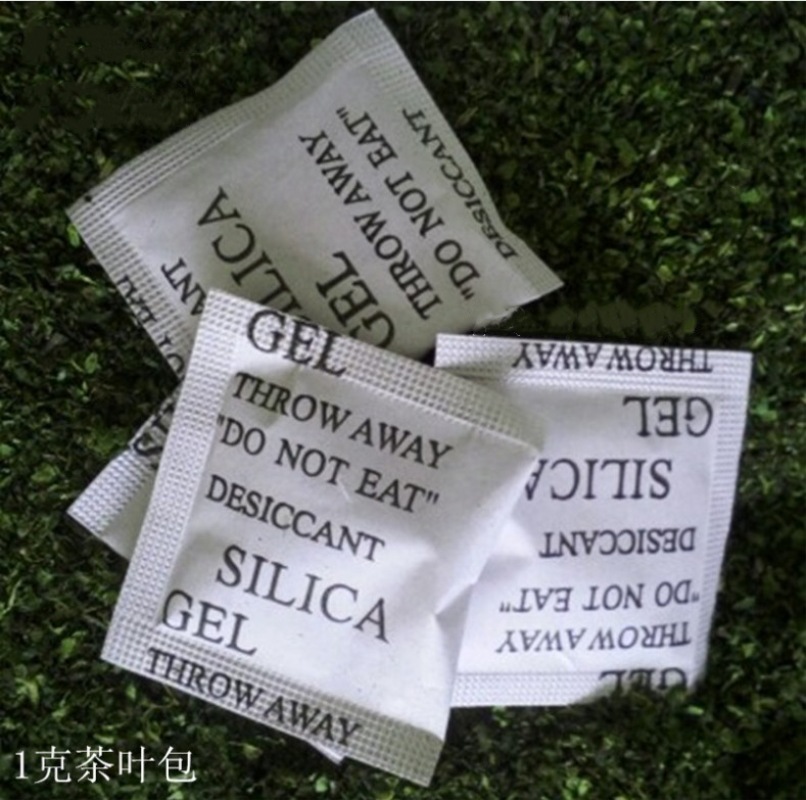 DESICCANT
"DO NOT EAT"
THROW AWAY
GEL
SILICA
GEL
THROW AWAY
"DO NOT EAT"
DESICCANT
SILICA
GEL
THROW AWAY
THROW AWAY
GEL
SILICA
DESICCANT
"DO NOT EAT"
THROW AWAY
GEL
1克茶叶包